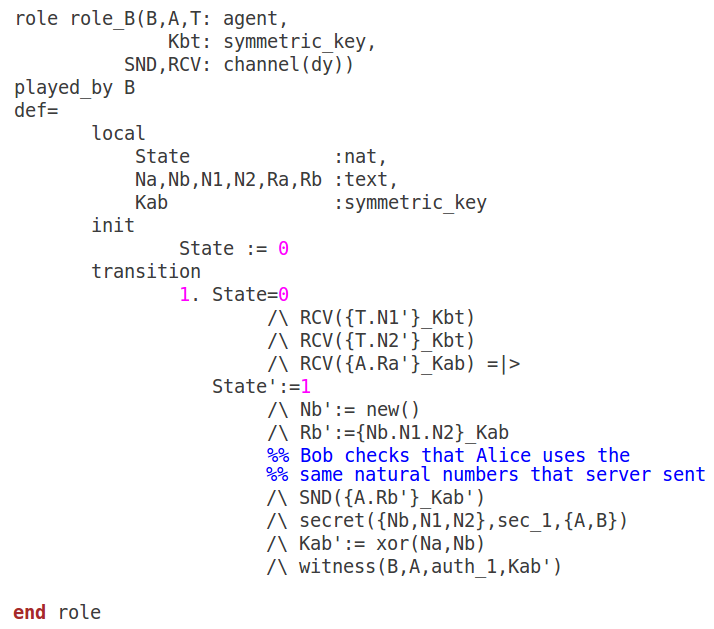 role role_B(B,A,T: agent,
Kbt: symmetric_key,
SND,RCV: channel(dy))
played_by B
def=
local
State :nat,
Na,Nb,N1,N2,Ra,Rb :text,
Kab :symmetric_key
init
State := 0
transition
1. State=0
/\ RCV({T.N1'}_Kbt)
/\ RCV({T.N2'}_Kbt)
/\ RCV({A.Ra'}_Kab) =|>
State':=1
/\ Nb':= new()
/\ Rb':={Nb.N1.N2}_Kab
%% Bob checks that Alice uses the
%% same natural numbers that server sent
/\ SND({A.Rb'}_Kab')
/\ secret({Nb,N1,N2},sec_1,{A,B})
/\ Kab':= xor(Na,Nb)
/\ witness(B,A,auth_1,Kab')
end role